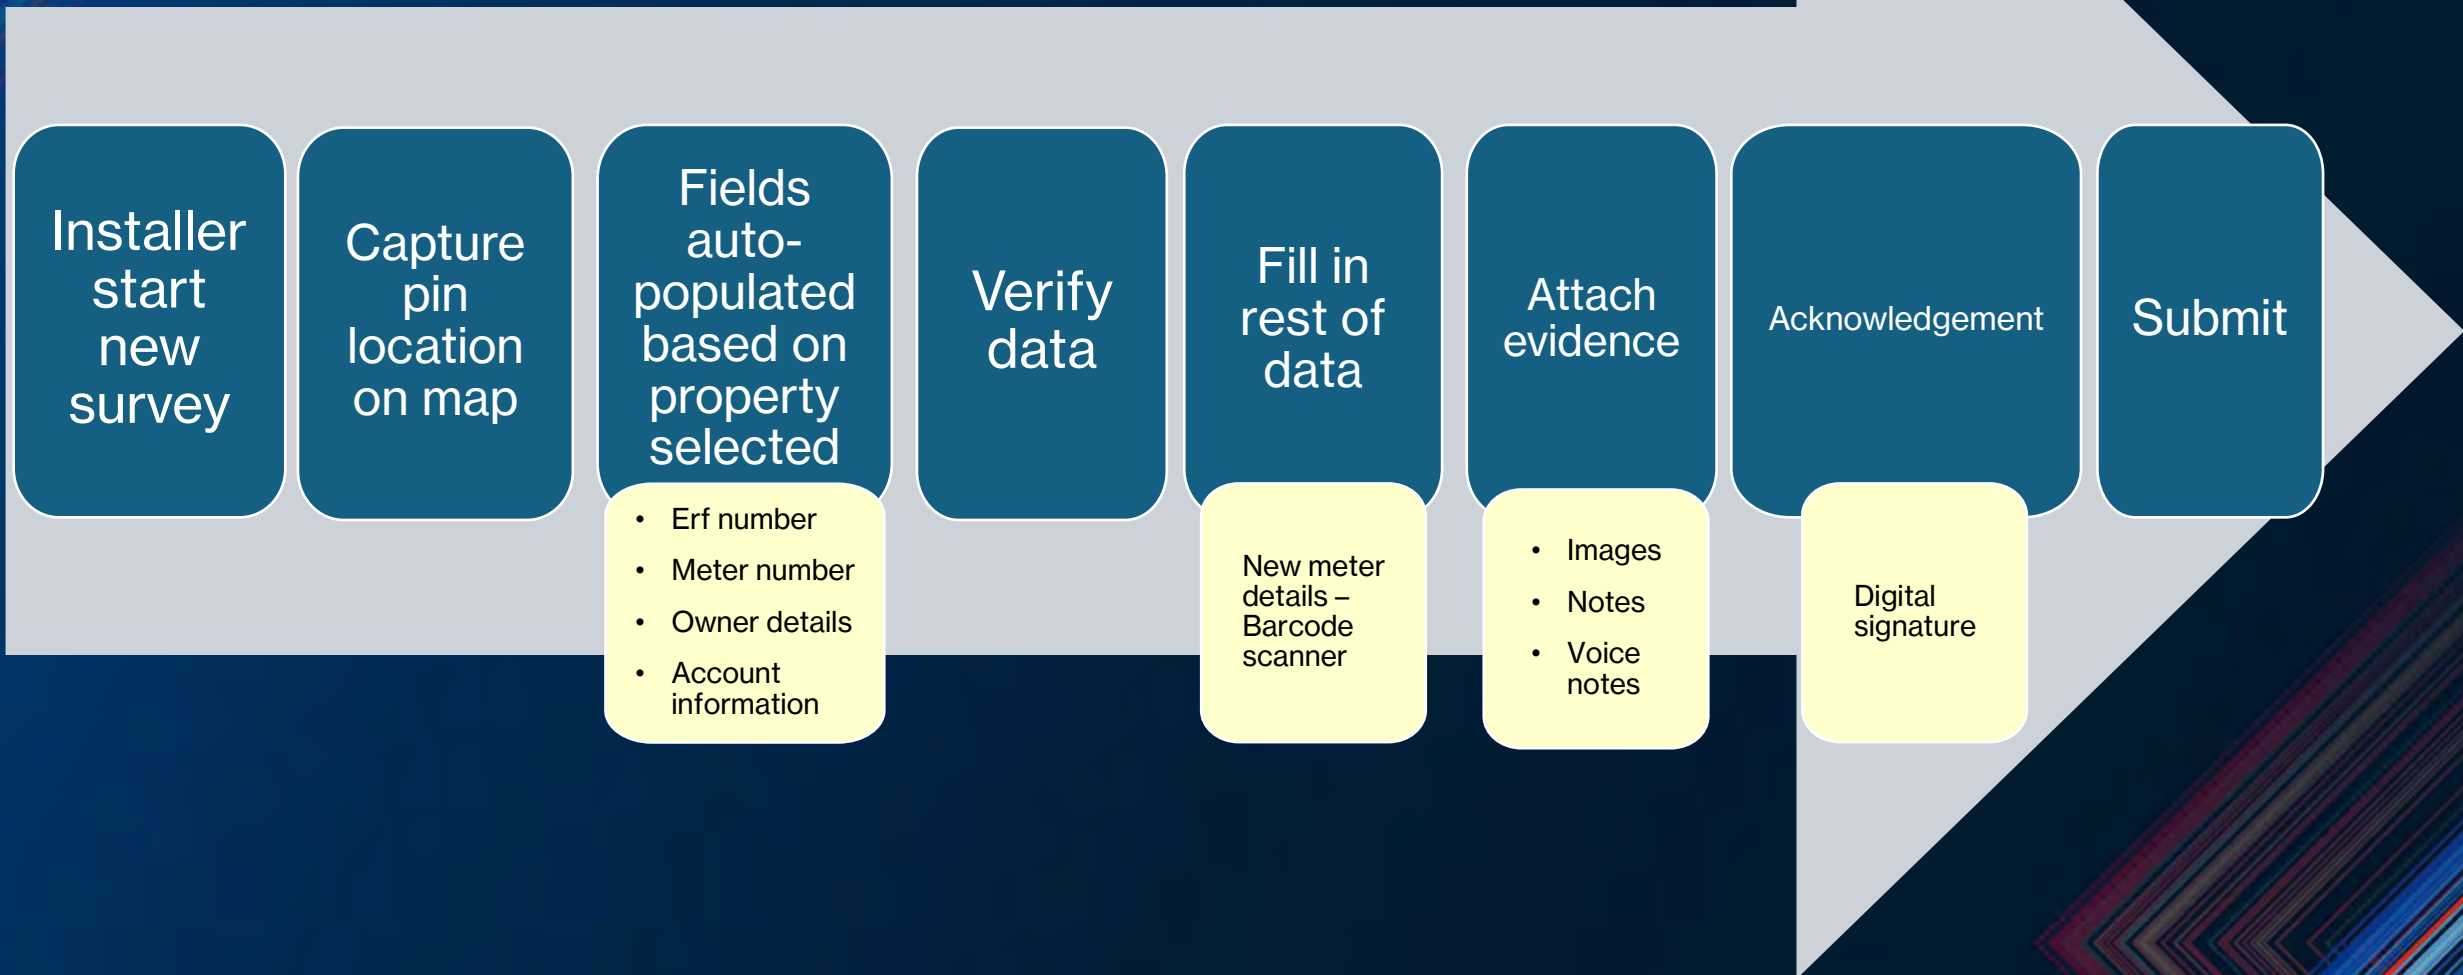 Installer
start
new
survey
Capture
pin
location
on map
Fields
auto-
populated
based on
property
selected
• Erf number
• Meter number
• Owner details
• Account
information
Verify
data
Fill in
rest of
data
New meter
details –
Barcode
scanner
Attach
evidence
• Images
• Notes
• Voice
notes
Acknowledgement
Digital
signature
Submit